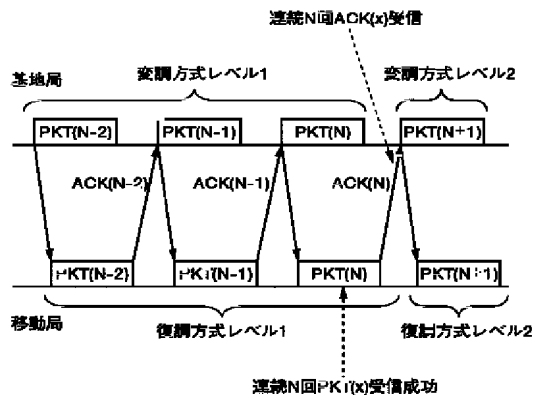 連続N回ACK(x)受信
変調方式レベル1
変調方式レベル2
基地局
PKT(N-2)
PKT(N-1)
PKT(N)
PKT(N+1)
ACK(N-2)
ACK(N-1)
ACK(N)
PKT(N-2)
PKT(N-1)
PKT(N)
PKT(N+1)
移動局
復調方式レベル1
復調方式レベル2
連続N回PKT(x)受信成功